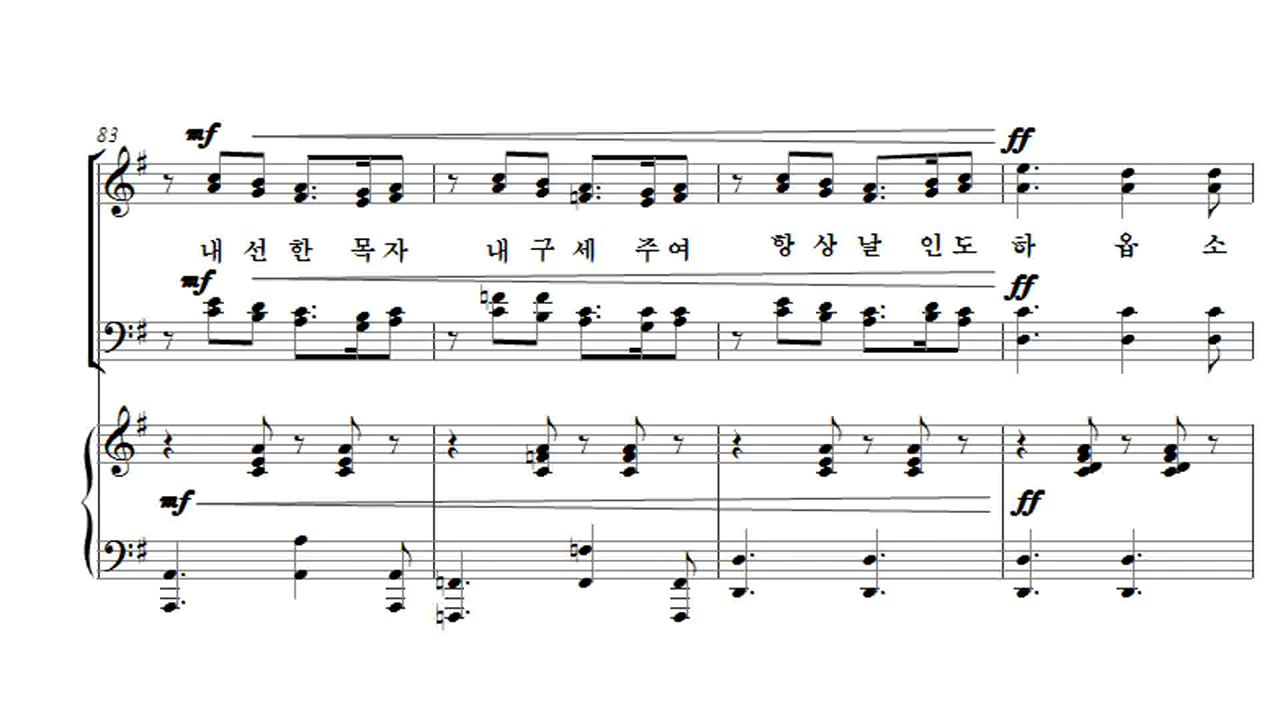 83
mf
ff
내 선 한 목 자 내 구 세 주 여 항 상 날 인 도 하 옵 소
mf
ff
mf
ff